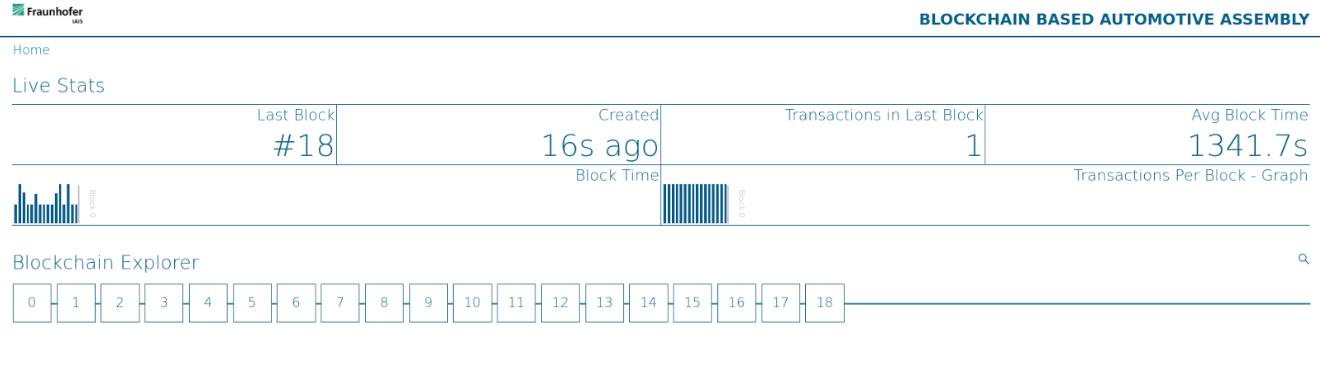 Fraunhofer
IAIS
BLOCKCHAIN BASED AUTOMOTIVE ASSEMBLY
Home
Live Stats
Last Block
#18
Created
16s ago
Transactions in Last Block
1
Avg Block Time
1341.7s
Block Time
Block 0
Transactions Per Block - Graph
Block 0
Blockchain Explorer
0 1 2 3 4 5 6 7 8 9 10 11 12 13 14 15 16 17 18